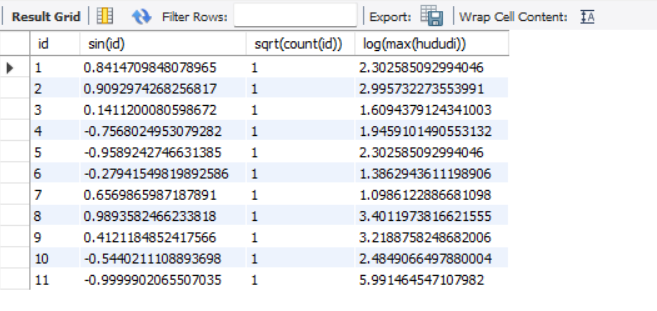 Result Grid Filter Rows: Export: Wrap Cell Content: IA
id sin(id) sqrt(count(id)) log(max(hududi))
1 0.8414709848078965 1 2.302585092994046
2 0.9092974268256817 1 2.995732273553991
3 0.1411200080598672 1 1.6094379124341003
4 -0.7568024953079282 1 1.9459101490553132
5 -0.9589242746631385 1 2.302585092994046
6 -0.27941549819892586 1 1.3862943611198906
7 0.6569865987187891 1 1.0986122886681098
8 0.9893582466233818 1 3.4011973816621555
9 0.4121184852417566 1 3.2188758248682006
10 -0.5440211108893698 1 2.4849066497880004
11 -0.9999902065507035 1 5.991464547107982